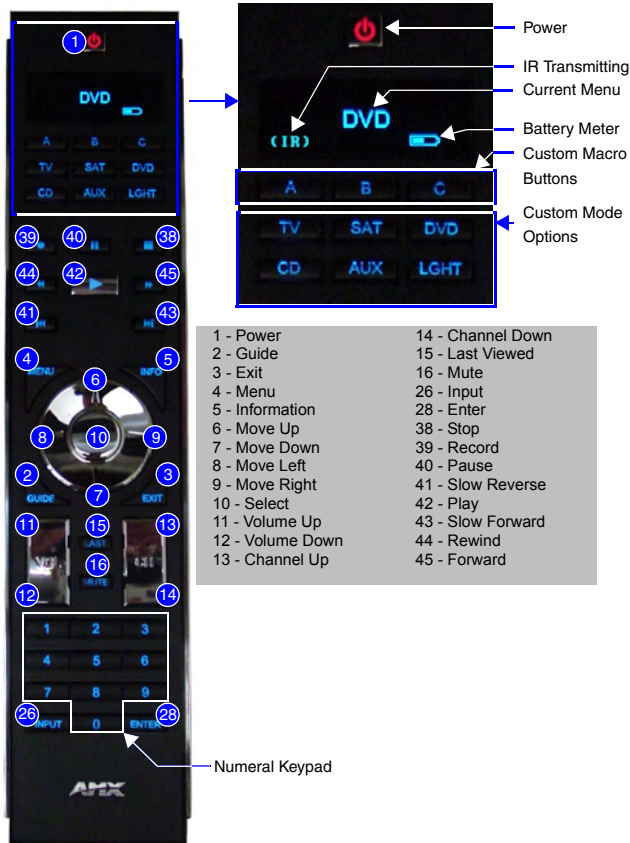 1
DVD
A B C
TV SAT DVD
CD AUX LGHT
39 40 38
44 42 45
41 43
4 5
MENU INFO
6
8 10 9
2 3
GUIDE 7 EXIT
11 15 13
LAST
VOL
16
MUTE
12 14
1 2 3
4 5 6
7 8 9
26 28
INPUT 0 ENTER
AMX
Power
IR Transmitting
Current Menu
DVD
(IR)
Battery Meter
Custom Macro
Buttons
A B C
Custom Mode
Options
TV SAT DVD
CD AUX LGHT
1 - Power
2 - Guide
3 - Exit
4 - Menu
5 - Information
6 - Move Up
7 - Move Down
8 - Move Left
9 - Move Right
10 - Select
11 - Volume Up
12 - Volume Down
13 - Channel Up
14 - Channel Down
15 - Last Viewed
16 - Mute
26 - Input
28 - Enter
38 - Stop
39 - Record
40 - Pause
41 - Slow Reverse
42 - Play
43 - Slow Forward
44 - Rewind
45 - Forward
Numeral Keypad